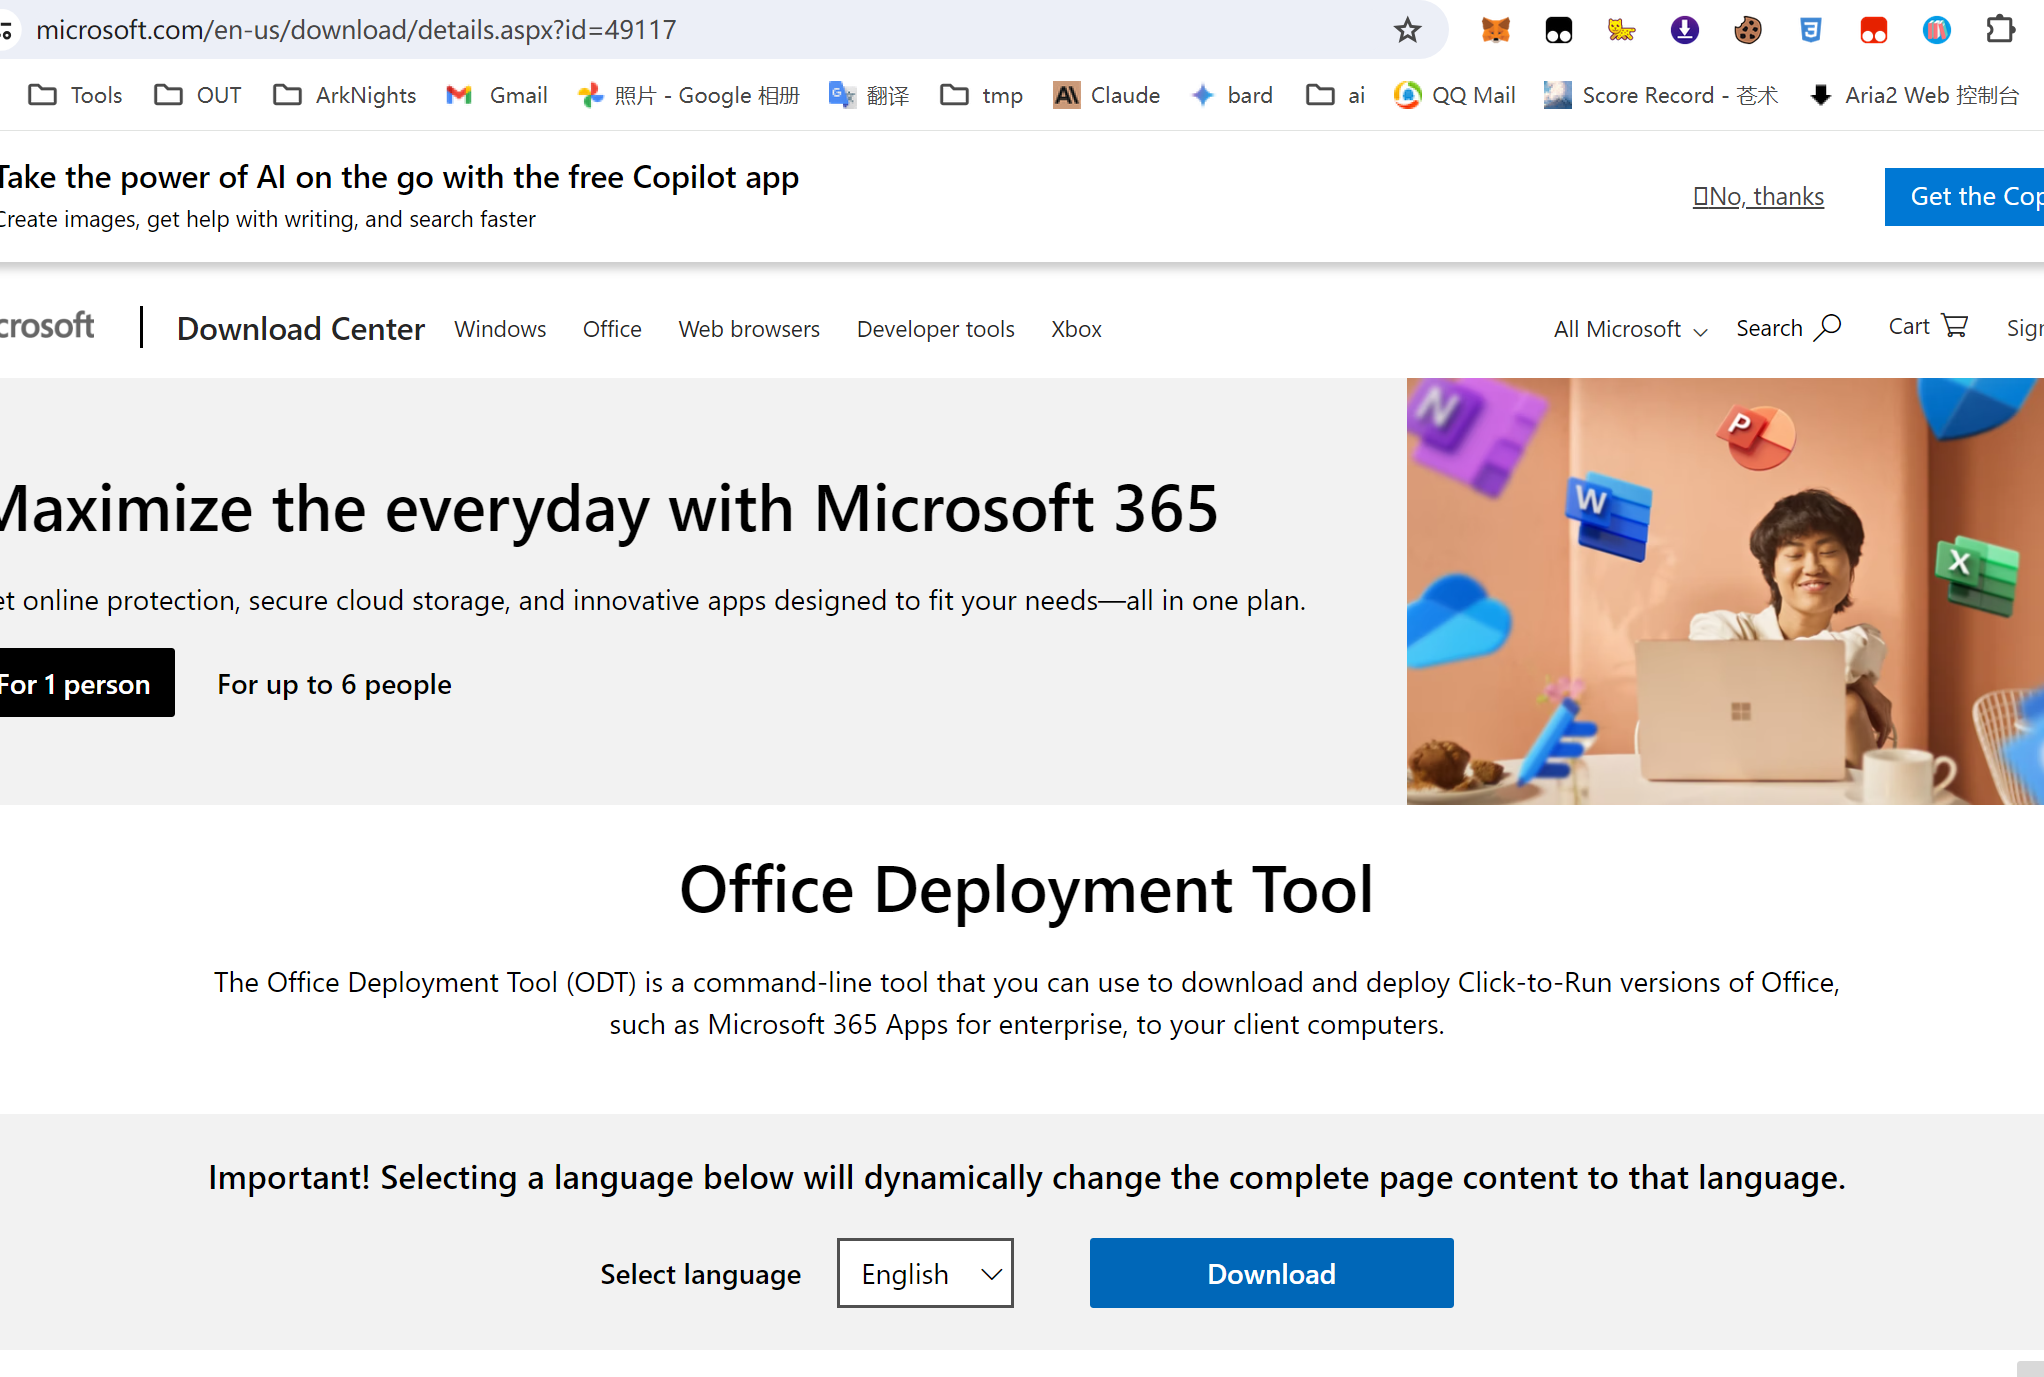 microsoft.com/en-us/download/details.aspx?id=49117
Tools OUT ArkNights Gmail 照片 - Google 相册 翻译 tmp Claude bard ai QQ Mail Score Record - 苍术 Aria2 Web 控制台
Take the power of AI on the go with the free Copilot app
Create images, get help with writing, and search faster
No, thanks
Get the Cop
crosoft
Download Center Windows Office Web browsers Developer tools Xbox All Microsoft Search Cart Sign
Maximize the everyday with Microsoft 365
et online protection, secure cloud storage, and innovative apps designed to fit your needs—all in one plan.
For 1 person For up to 6 people
N
P
W
X
Office Deployment Tool
The Office Deployment Tool (ODT) is a command-line tool that you can use to download and deploy Click-to-Run versions of Office,
such as Microsoft 365 Apps for enterprise, to your client computers.
Important! Selecting a language below will dynamically change the complete page content to that language.
Select language English Download